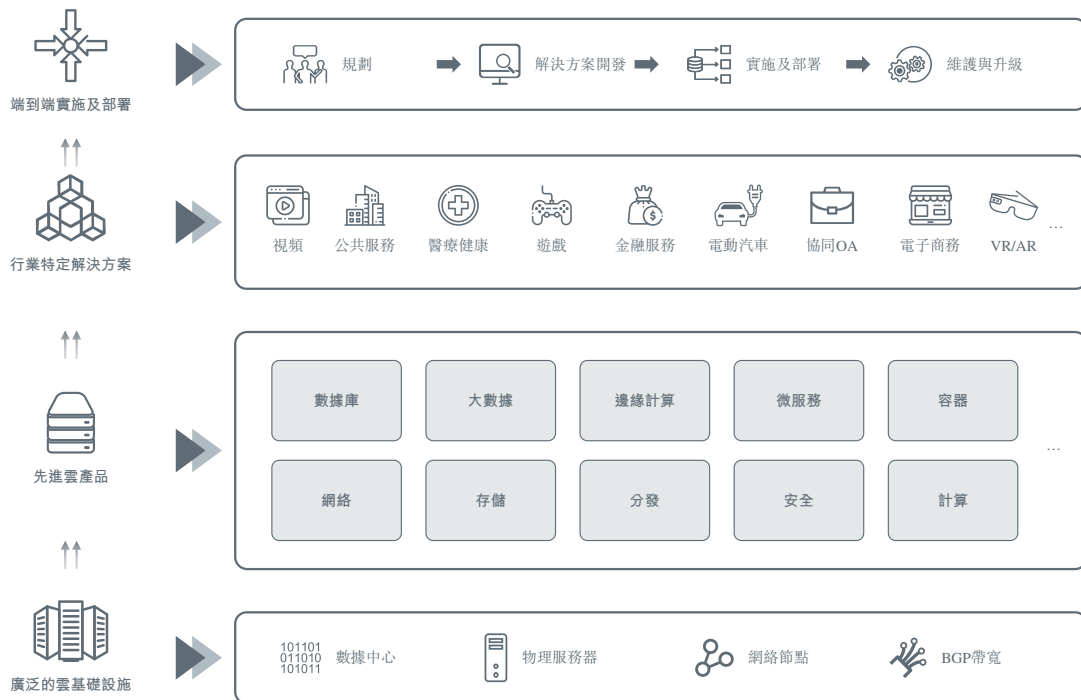 端到端實施及部署
規劃
解決方案開發
實施及部署
維護與升級
行業特定解決方案
視頻
公共服務
醫療健康
遊戲
金融服務
電動汽車
協同OA
電子商務
VR/AR
...
先進雲產品
數據庫
大數據
邊緣計算
微服務
容器
網絡
存儲
分發
安全
計算
...
廣泛的雲基礎設施
101101
011010
101011
數據中心
物理服務器
網絡節點
BGP帶寬